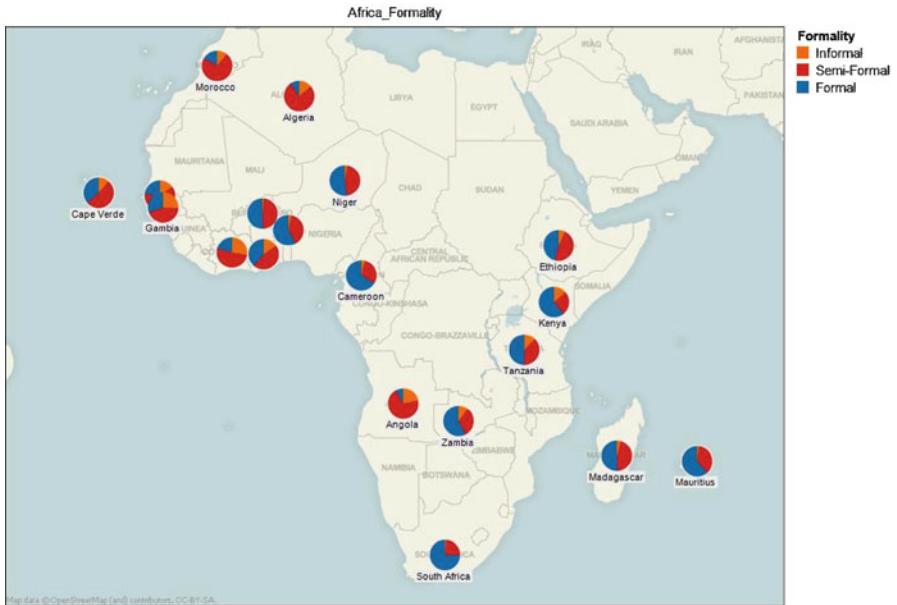 Africa_Formality
Formality
Informal
Semi-Formal
Formal
AFGHANISTA
IRAQ
IRAN
PAKISTAN
Morocco
Algeria
LIBYA
EGYPT
SAUDI ARABIA
OMAN
YEMEN
MAURITANIA
MALI
Niger
CHAD
SUDAN
Cape Verde
Gambia
UINEA
NIGERIA
CENTRAL
AFRICAN REPUBLIC
Ethiopia
SOMALIA
Cameroon
CONGO-KINSHASA
Kenya
CONGO-BRAZZAVILLE
Tanzania
Angola
Zambia
MOZAMBIQUE
ZIMBABWE
NAMIBIA
BOTSWANA
Madagascar
Mauritius
South Africa
Map data © OpenStreetMap (and) contributors, CC-BY-SA.